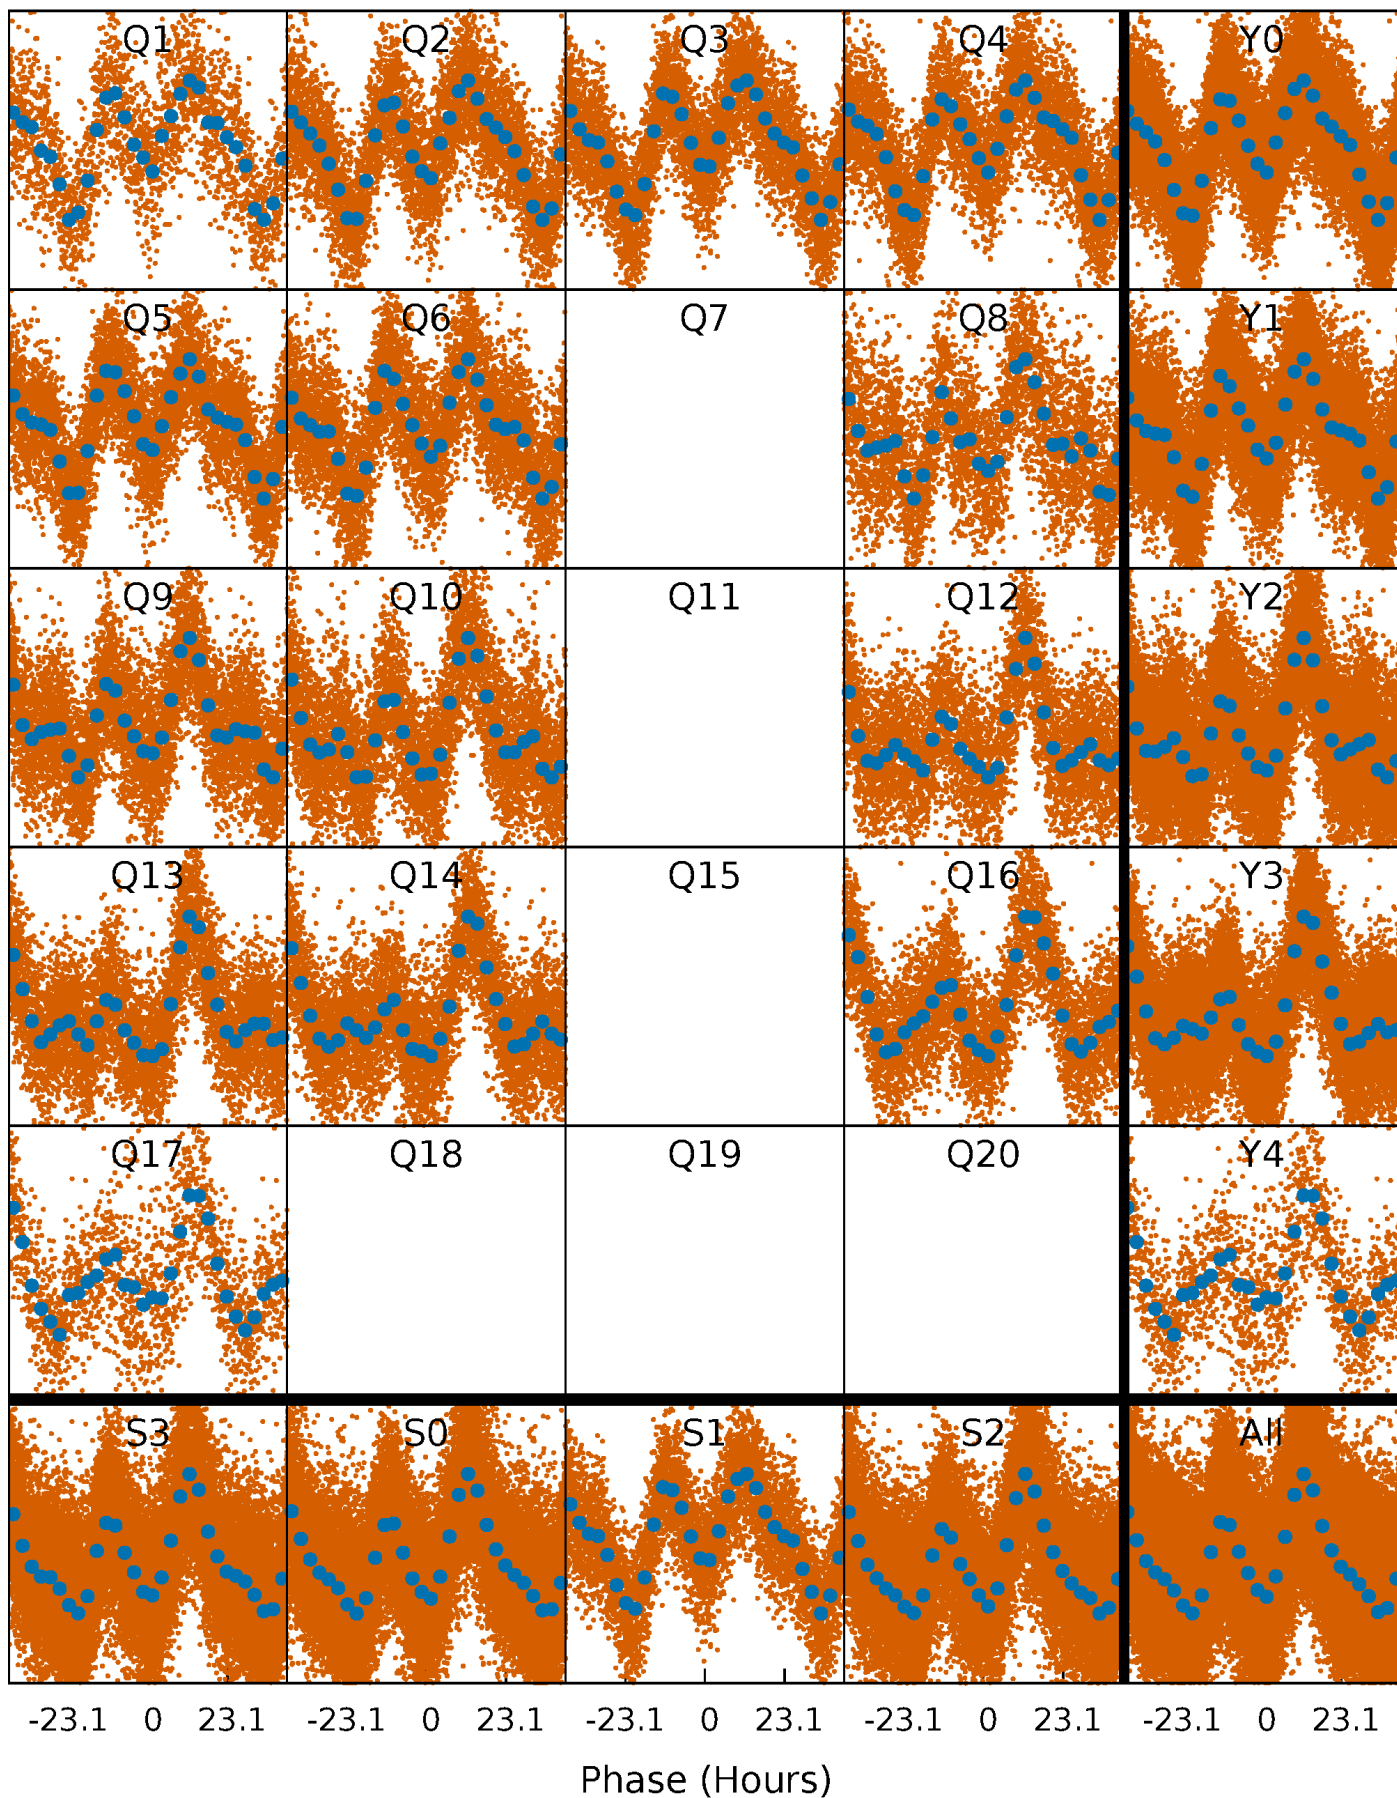 Q1 Q2 Q3 Q4 Y0
Q5 Q6 Q7 Q8 Y1
Q9 Q10 Q11 Q12 Y2
Q13 Q14 Q15 Q16 Y3
Q17 Q18 Q19 Q20 Y4
S3 S0 S1 S2 All
-23.1 0 23.1 -23.1 0 23.1 -23.1 0 23.1 -23.1 0 23.1 -23.1 0 23.1
Phase (Hours)